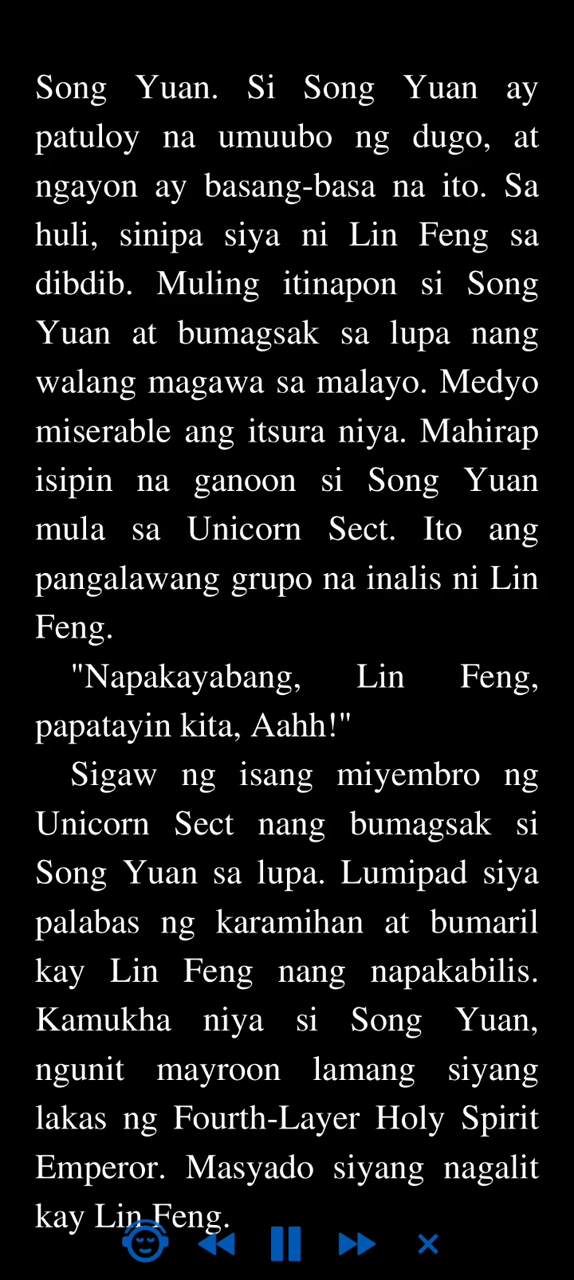 Song Yuan. Si Song Yuan ay
patuloy na umuubo ng dugo, at
ngayon ay basang-basa na ito. Sa
huli, sinipa siya ni Lin Feng sa
dibdib. Muling itinapon si Song
Yuan at bumagsak sa lupa nang
walang magawa sa malayo. Medyo
miserable ang itsura niya. Mahirap
isipin na ganoon si Song Yuan
mula sa Unicorn Sect. Ito ang
pangalawang grupo na inalis ni Lin
Feng.
"Napakayabang, Lin Feng,
papatayin kita, Aahh!"
Sigaw ng isang miyembro ng
Unicorn Sect nang bumagsak si
Song Yuan sa lupa. Lumipad siya
palabas ng karamihan at bumaril
kay Lin Feng nang napakabilis.
Kamukha niya si Song Yuan,
ngunit mayroon lamang siyang
lakas ng Fourth-Layer Holy Spirit
Emperor. Masyado siyang nagalit
kay Lin Feng.